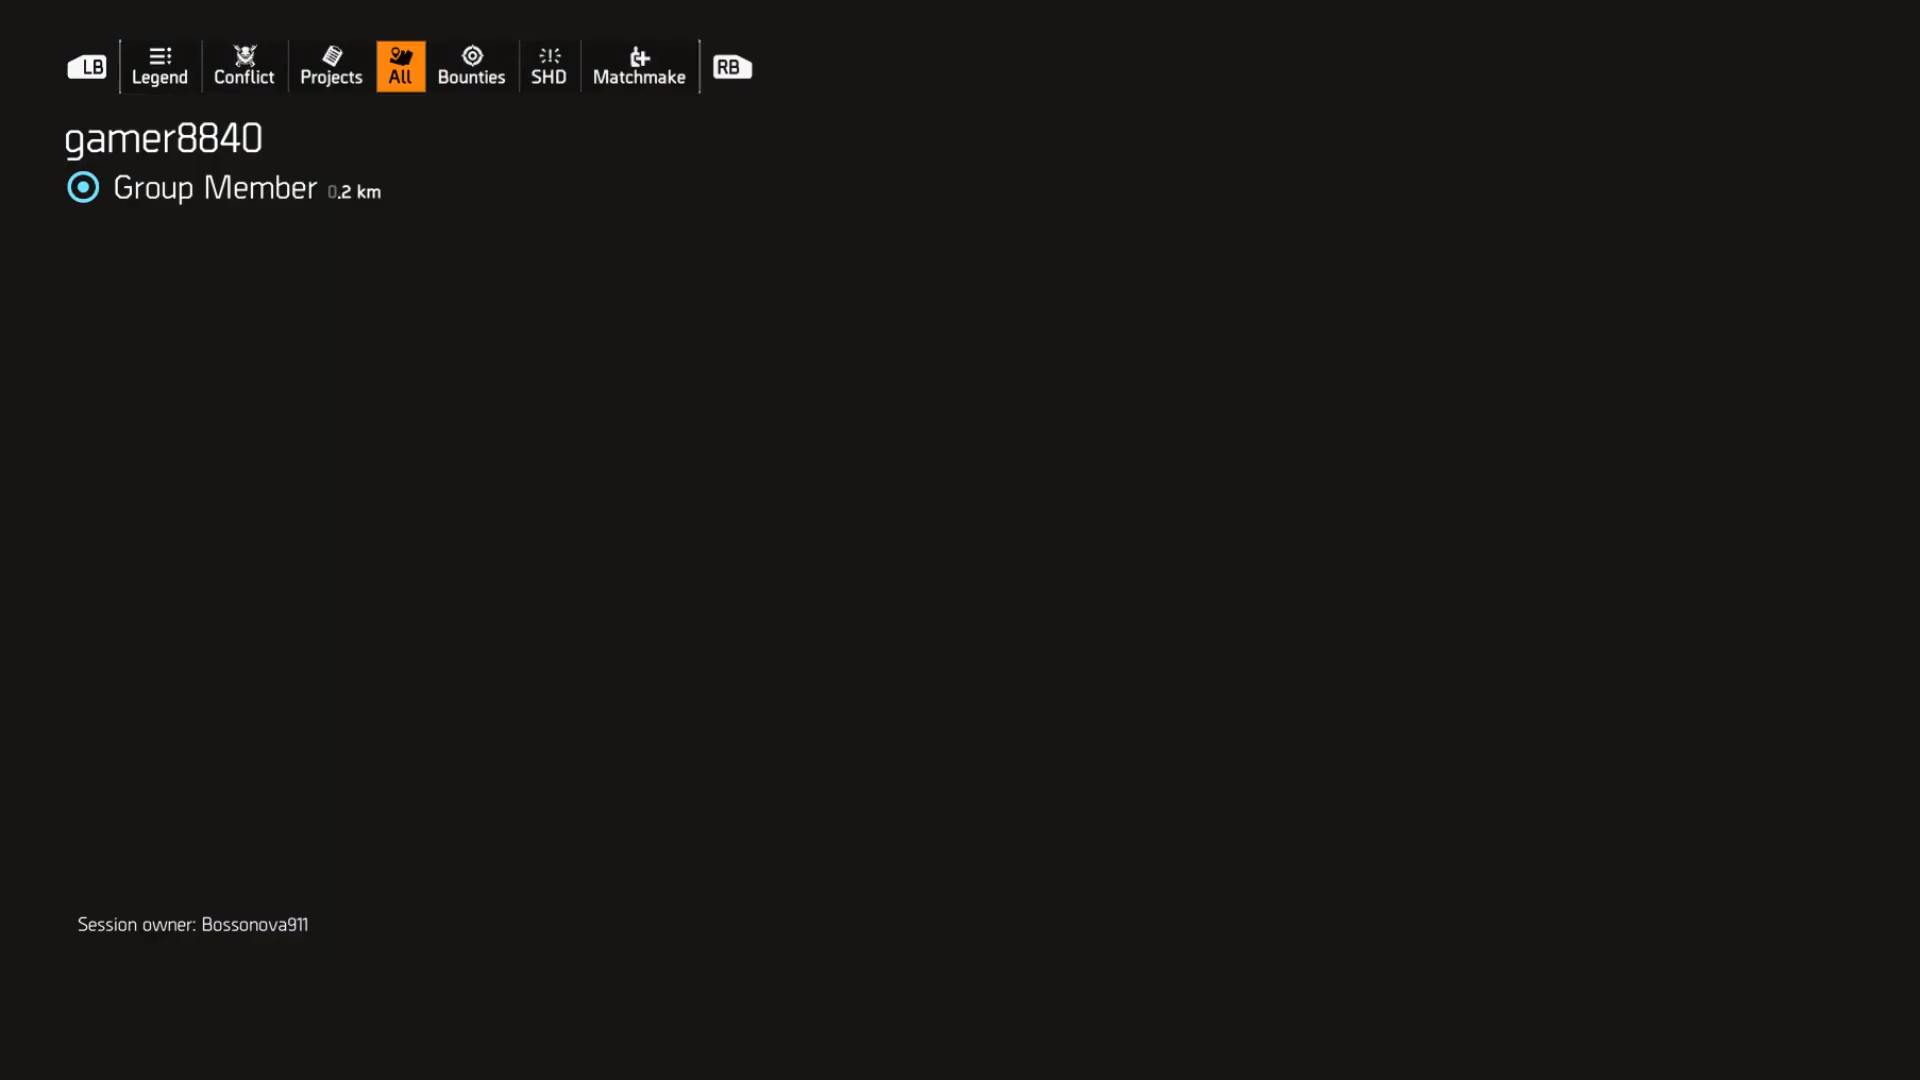 LB Legend Conflict Projects All Bounties SHD Matchmake RB
gamer8840
Group Member 0.2 km
Session owner: Bossonova911